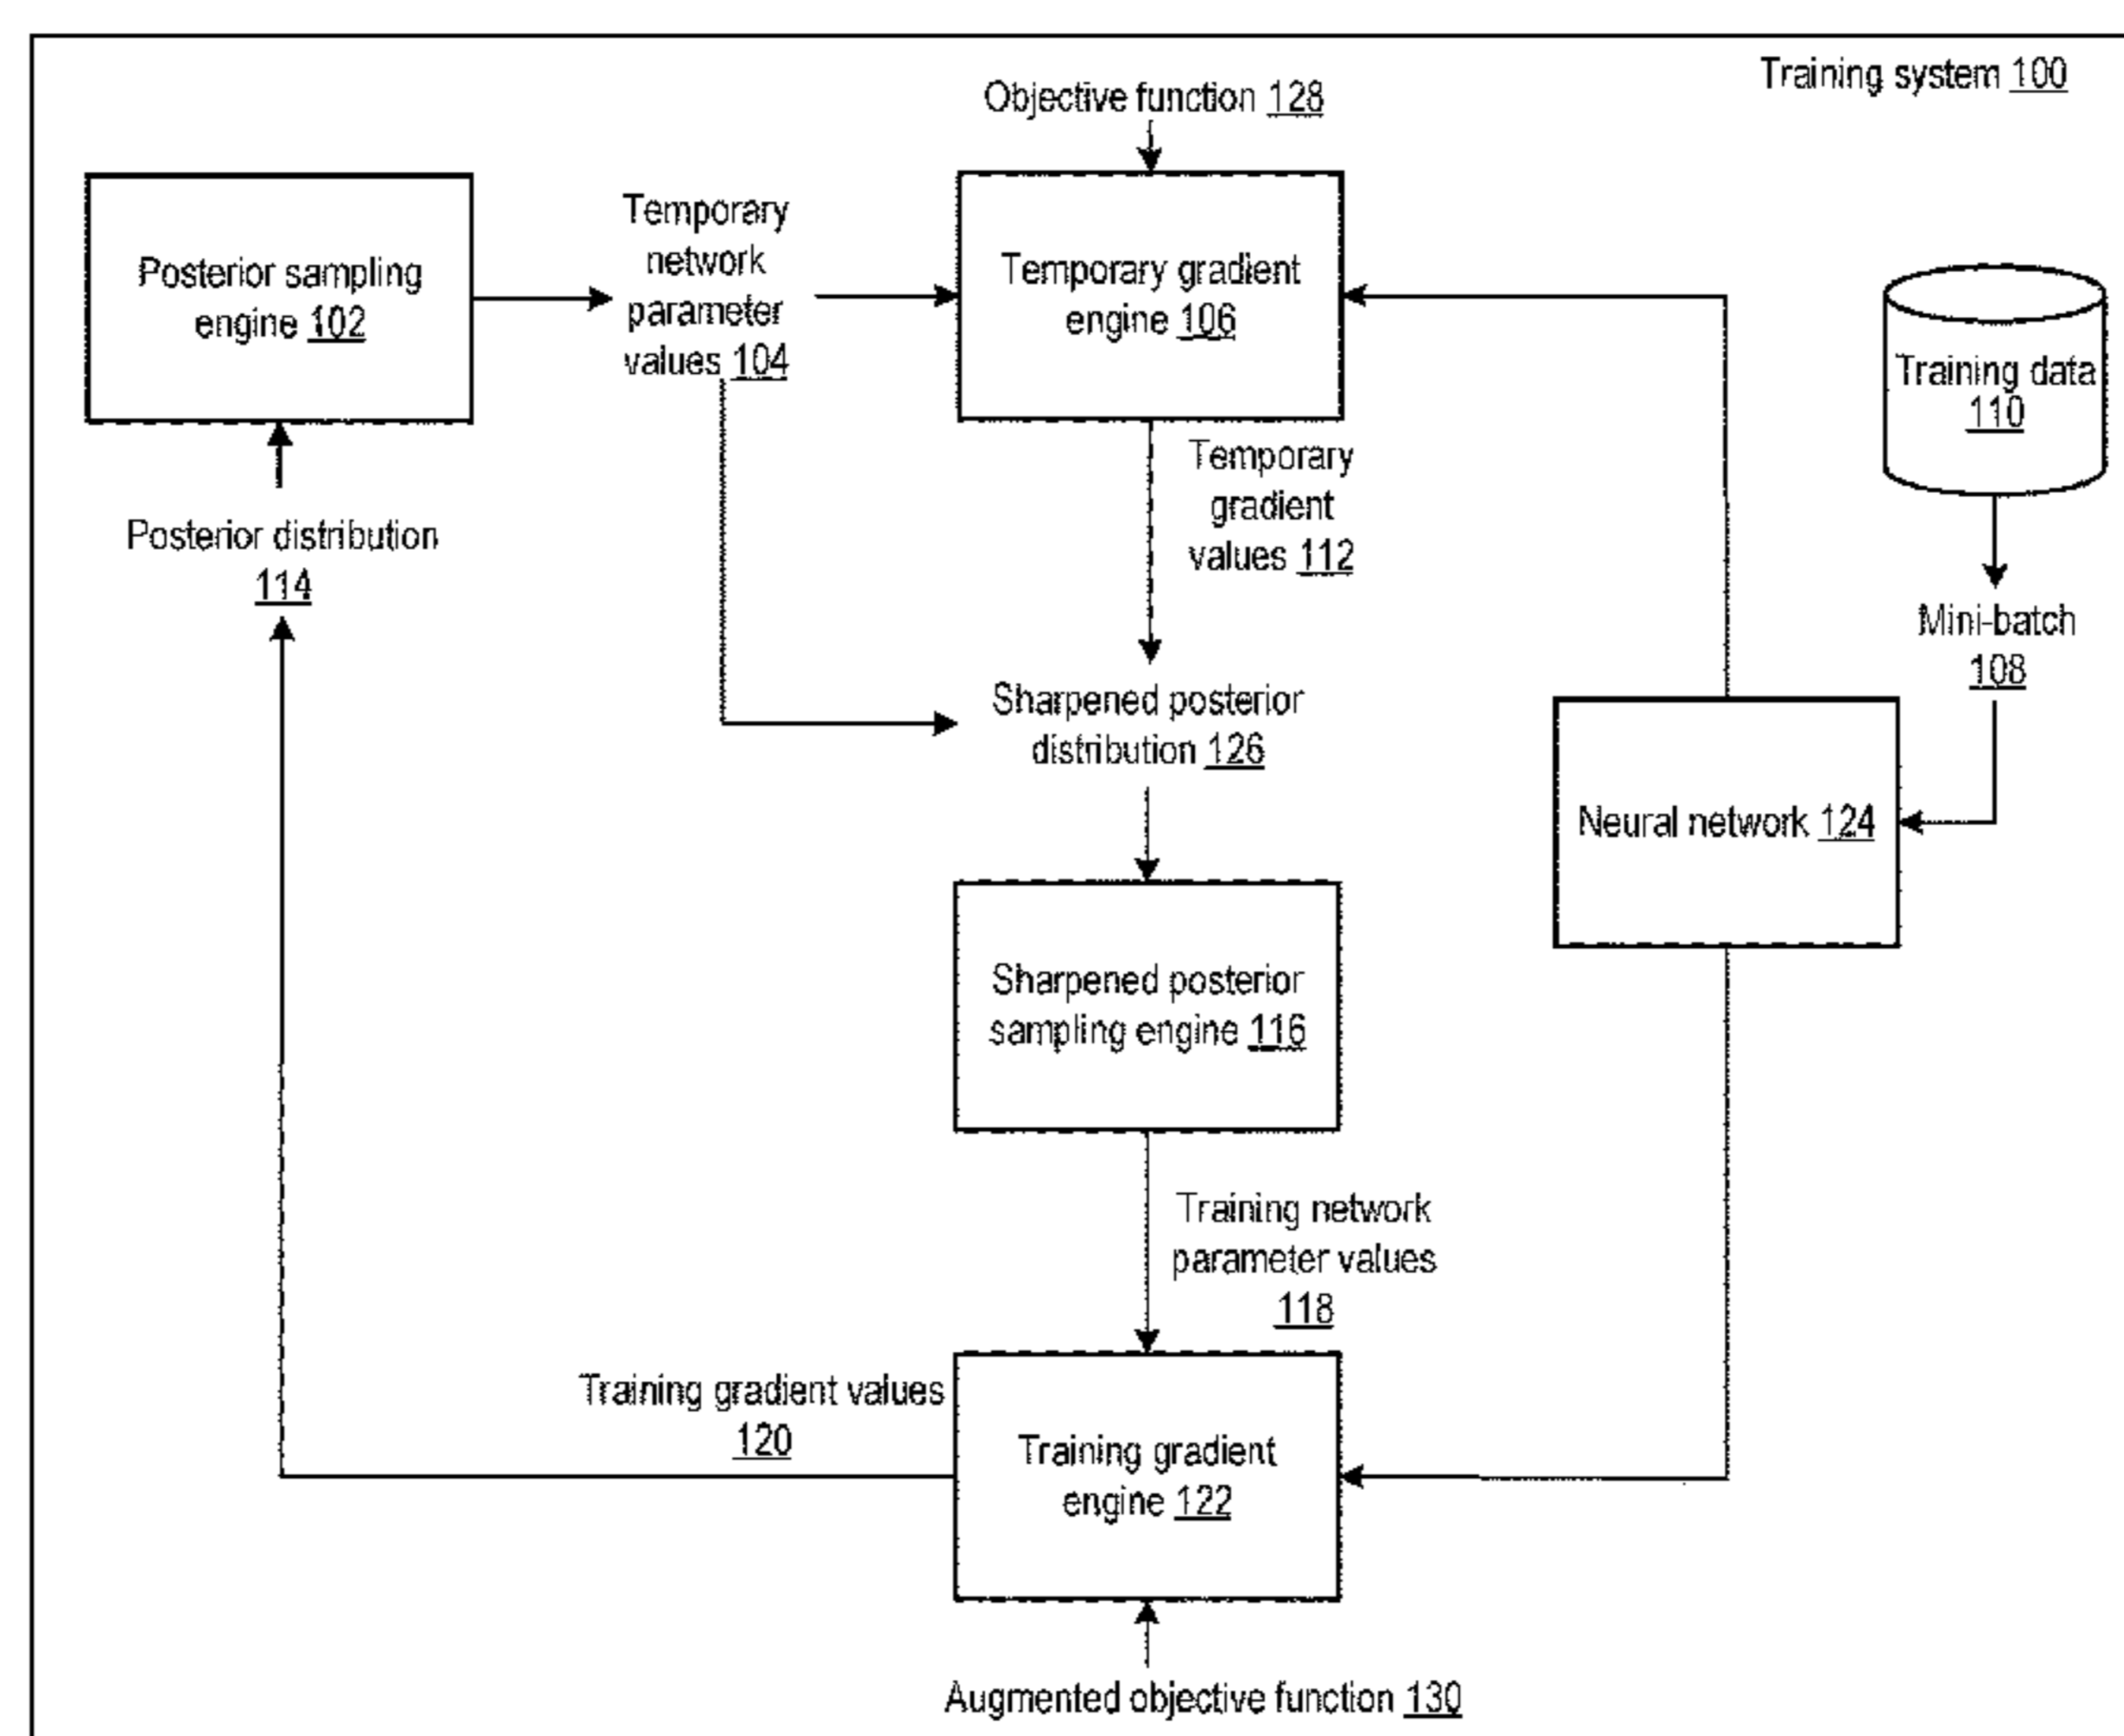 Training system 100
Objective function 128
Posterior sampling
engine 102
Temporary
network
parameter
values 104
Temporary gradient
engine 106
Training data
110
Temporary
gradient
values 112
Posterior distribution
114
Mini-batch
108
Sharpened posterior
distribution 126
Neural network 124
Sharpened posterior
sampling engine 116
Training network
parameter values
118
Training gradient values
120
Training gradient
engine 122
Augmented objective function 130